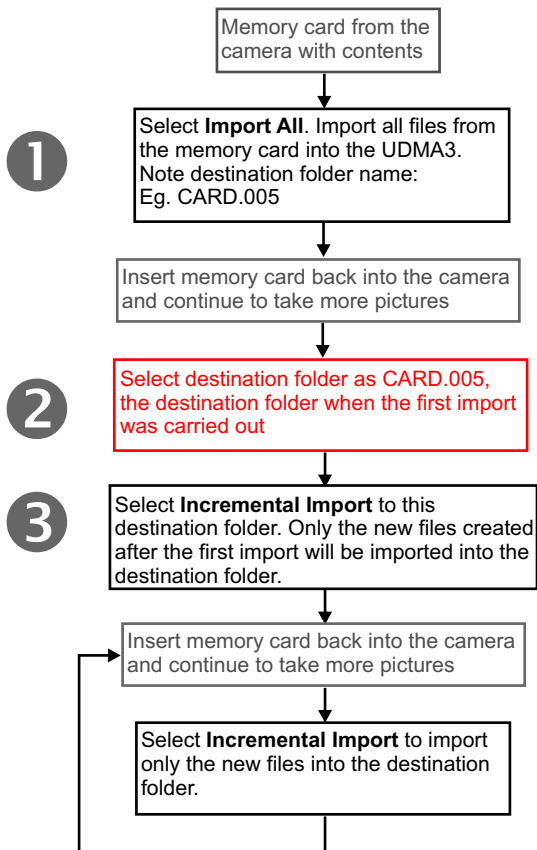 Memory card from the
camera with contents
1
Select Import All. Import all files from
the memory card into the UDMA3.
Note destination folder name:
Eg. CARD.005
Insert memory card back into the camera
and continue to take more pictures
2
Select destination folder as CARD.005,
the destination folder when the first import
was carried out
3
Select Incremental Import to this
destination folder. Only the new files created
after the first import will be imported into the
destination folder.
Insert memory card back into the camera
and continue to take more pictures
Select Incremental Import to import
only the new files into the destination
folder.